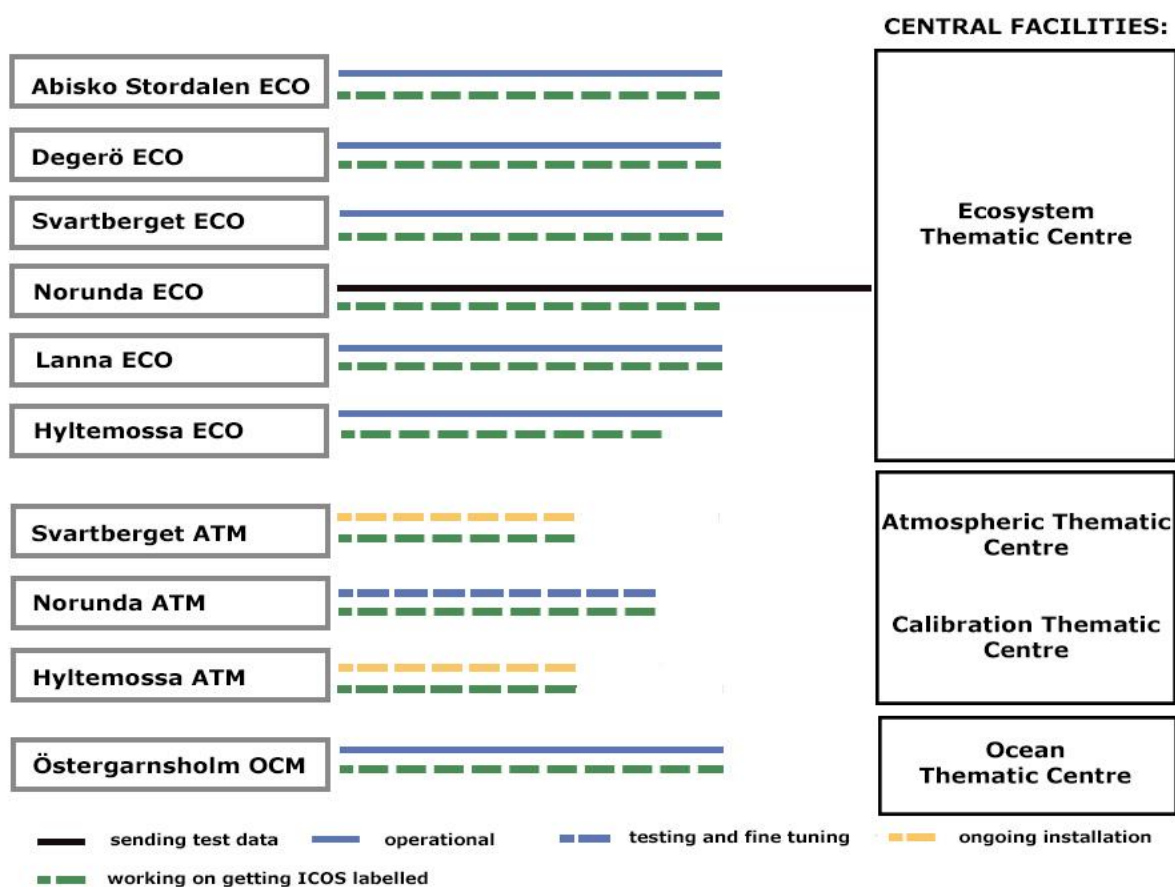 CENTRAL FACILITIES:
Abisko Stordalen ECO
Degerö ECO
Svartberget ECO
Norunda ECO
Lanna ECO
Hyltemossa ECO
Ecosystem
Thematic Centre
Svartberget ATM
Norunda ATM
Hyltemossa ATM
Atmospheric Thematic
Centre
Calibration Thematic
Centre
Östergarnsholm OCM
Ocean
Thematic Centre
sending test data
operational
testing and fine tuning
ongoing installation
working on getting ICOS labelled